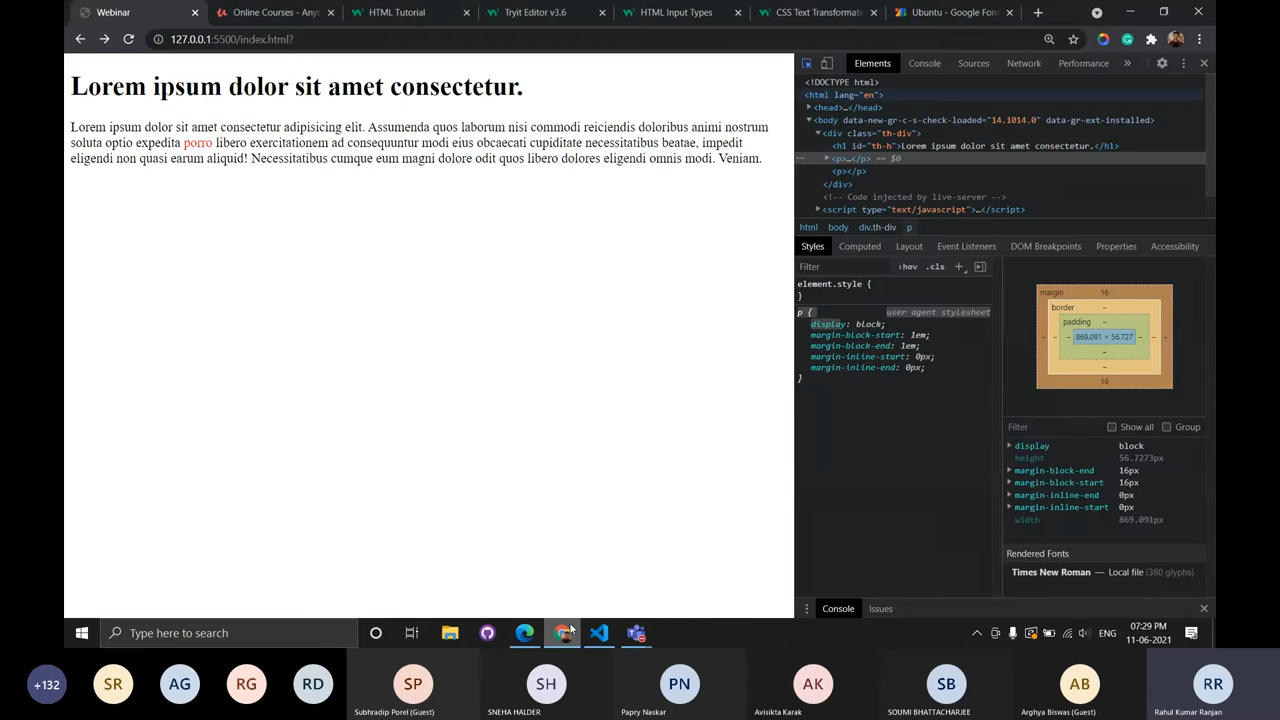 Webinar
Online Courses - Any
HTML Tutorial
Tryit Editor v3.6
HTML Input Types
CSS Text Transformatio
Ubuntu - Google Fon
127.0.0.1:5500/index.html?
Lorem ipsum dolor sit amet consectetur.
Lorem ipsum dolor sit amet consectetur adipisicing elit. Assumenda quos laborum nisi commodi reiciendis doloribus animi nostrum
soluta optio expedita porro libero exercitationem ad consequuntur modi eius obcaecati cupiditate necessitatibus beatae, impedit
eligendi non quasi earum aliquid! Necessitatibus cumque eum magni dolore odit quos libero dolores eligendi omnis modi. Veniam.
Elements Console Sources Network Performance
<!DOCTYPE html>
<html lang="en">
<head>…</head>
<body data-new-gr-c-s-check-loaded="14.1014.0" data-gr-ext-installed>
<div class="th-div">
<h1 id="th-h">Lorem ipsum dolor sit amet consectetur.</h1>
<p>…</p> == $0
<p></p>
</div>
<!-- Code injected by live-server -->
<script type="text/javascript">…</script>
html body div.th-div p
Styles Computed Layout Event Listeners DOM Breakpoints Properties Accessibility
Filter :hov .cls
element.style {
}
p { user agent stylesheet
display: block;
margin-block-start: 1em;
margin-block-end: 1em;
margin-inline-start: 0px;
margin-inline-end: 0px;
}
margin 16
border –
padding –
869.091 × 56.727
–
–
16
Filter Show all Group
display block
height 56.7273px
margin-block-end 16px
margin-block-start 16px
margin-inline-end 0px
margin-inline-start 0px
width 869.091px
Rendered Fonts
Times New Roman — Local file (380 glyphs)
Console Issues
Type here to search
ENG
07:29 PM
11-06-2021
+132
SR
AG
RG
RD
SP
Subhradip Porel (Guest)
SH
SNEHA HALDER
PN
Papry Naskar
AK
Avisikta Karak
SB
SOUMI BHATTACHARJEE
AB
Arghya Biswas (Guest)
RR
Rahul Kumar Ranjan